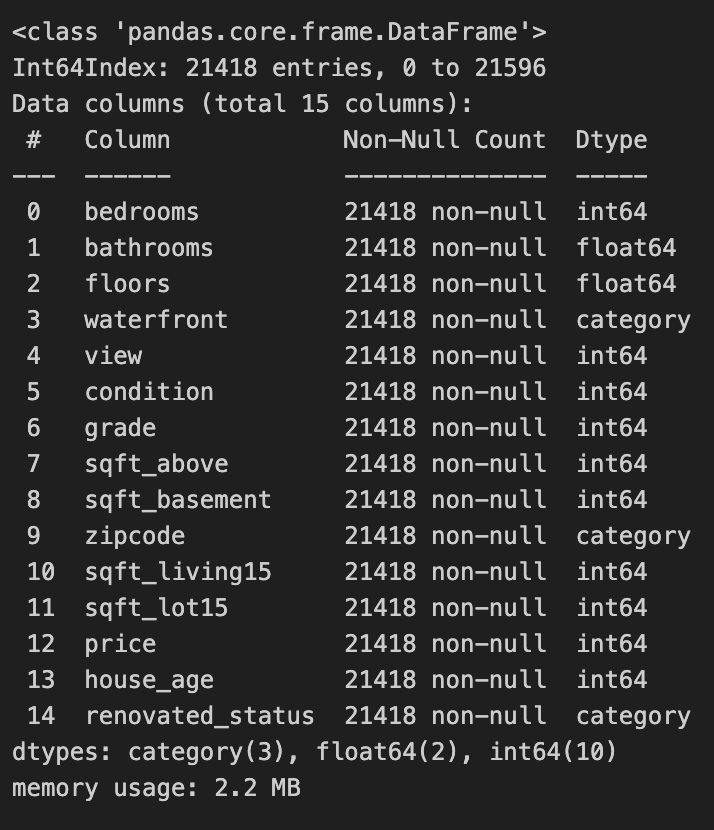 <class 'pandas.core.frame.DataFrame'>
Int64Index: 21418 entries, 0 to 21596
Data columns (total 15 columns):
 #   Column            Non-Null Count  Dtype
---  ------            --------------  -----
 0   bedrooms          21418 non-null  int64
 1   bathrooms         21418 non-null  float64
 2   floors            21418 non-null  float64
 3   waterfront        21418 non-null  category
 4   view              21418 non-null  int64
 5   condition         21418 non-null  int64
 6   grade             21418 non-null  int64
 7   sqft_above        21418 non-null  int64
 8   sqft_basement     21418 non-null  int64
 9   zipcode           21418 non-null  category
 10  sqft_living15     21418 non-null  int64
 11  sqft_lot15        21418 non-null  int64
 12  price             21418 non-null  int64
 13  house_age         21418 non-null  int64
 14  renovated_status  21418 non-null  category
dtypes: category(3), float64(2), int64(10)
memory usage: 2.2 MB